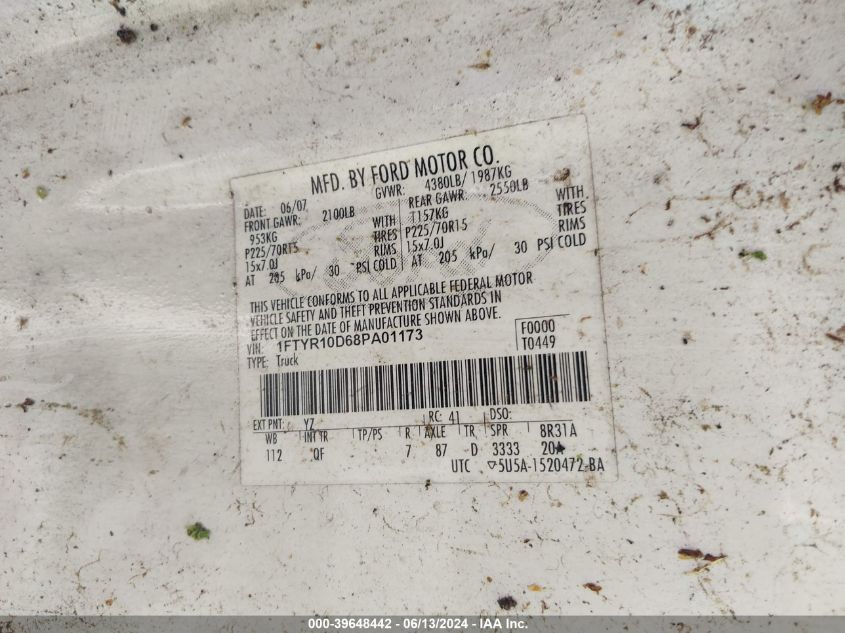 MFD. BY FORD MOTOR CO.
DATE: 06/07 GVWR: 4380LB/ 1987KG
FRONT GAWR: 2100LB REAR GAWR: 2550LB
953KG WITH 1157KG WITH
P225/70R15 TIRES P225/70R15 TIRES
15x7.0J RIMS 15x7.0J RIMS
AT 205 kPa/ 30 PSI COLD AT 205 kPa/ 30 PSI COLD
THIS VEHICLE CONFORMS TO ALL APPLICABLE FEDERAL MOTOR
VEHICLE SAFETY AND THEFT PREVENTION STANDARDS IN
EFFECT ON THE DATE OF MANUFACTURE SHOWN ABOVE.
VIN: 1FTYR10D68PA01173 F0000
TYPE: Truck T0449
EXT PNT: YZ RC: 41 DSO:
WB INT TR TP/PS R AXLE TR SPR 8R31A
112 QF 7 87 D 3333 20
UTC ▽5U5A-1520472-BA
000-39648442 - 06/13/2024 - IAA Inc.